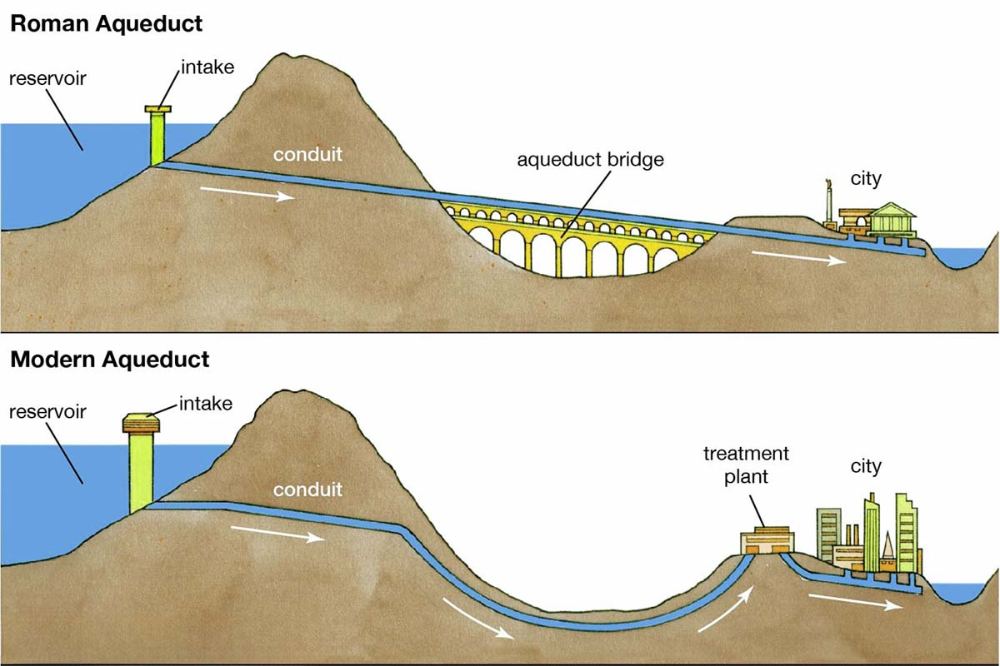 Roman Aqueduct
intake
reservoir
conduit
aqueduct bridge
city
Modern Aqueduct
intake
reservoir
conduit
treatment
plant
city